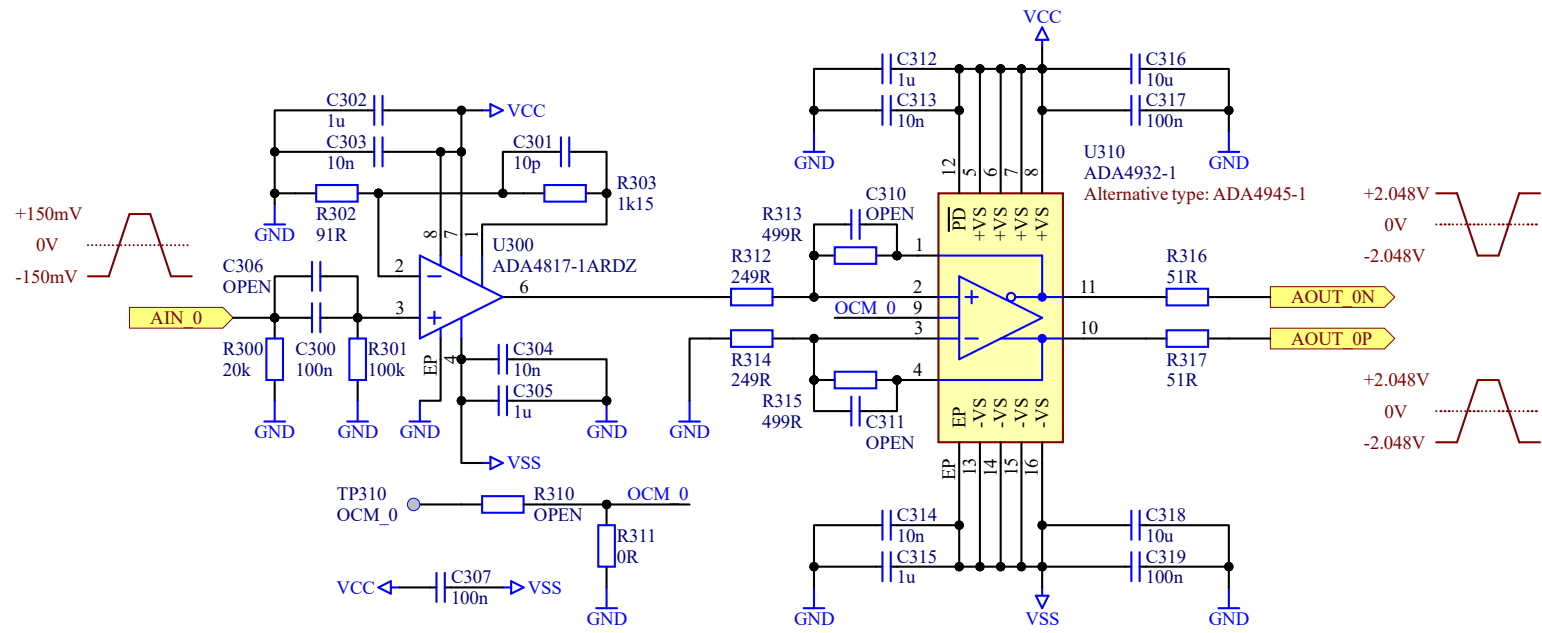 VCC
C312
1u
C316
10u
C302
1u
VCC
C313
10n
C317
100n
C303
10n
C301
10p
GND
GND
U310
ADA4932-1
Alternative type: ADA4945-1
12
5
6
7
8
R303
1k15
+150mV
0V
-150mV
R302
91R
GND
8
7
1
U300
ADA4817-1ARDZ
C310
OPEN
R313
499R
PD
+VS
+VS
+VS
+VS
+2.048V
0V
-2.048V
C306
OPEN
2
3
6
R312
249R
1
2
OCM_0
9
3
4
11
10
R316
51R
AOUT_0N
AIN_0
R300
20k
C300
100n
R301
100k
EP
4
C304
10n
C305
1u
R314
249R
R315
499R
C311
OPEN
R317
51R
AOUT_0P
+2.048V
0V
-2.048V
EP
-VS
-VS
-VS
-VS
GND
GND
GND
GND
GND
VSS
EP
13
14
15
16
TP310
OCM_0
R310
OPEN
OCM_0
R311
0R
C314
10n
C315
1u
C318
10u
C319
100n
VCC
C307
100n
VSS
GND
GND
VSS
GND